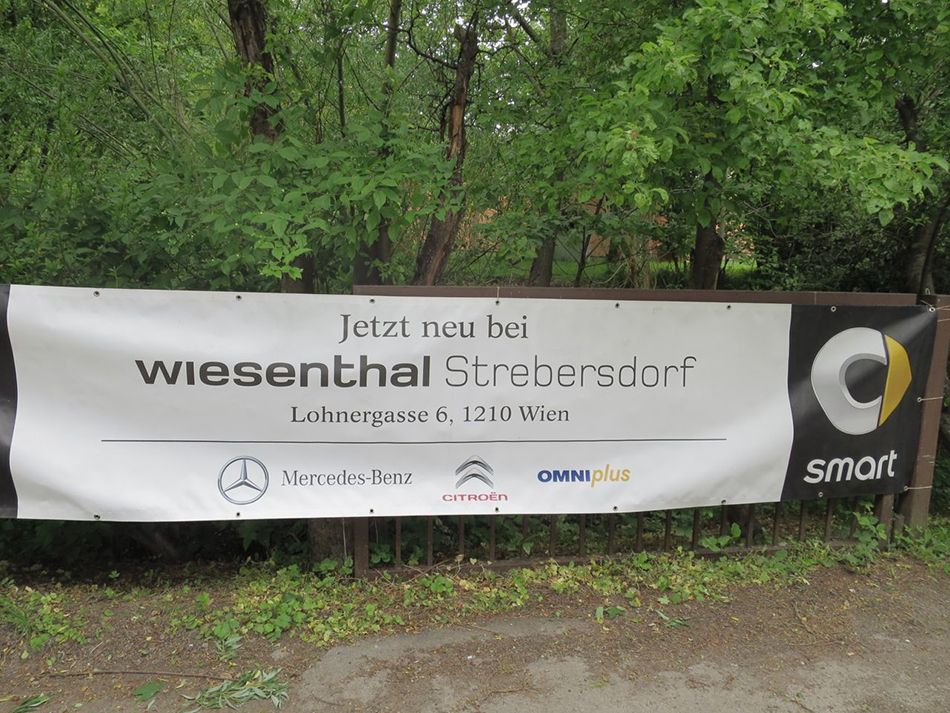 Jetzt neu bei
wiesenthal Strebersdorf
Lohnergasse 6, 1210 Wien
Mercedes-Benz
CITROËN
OMNIplus
smart